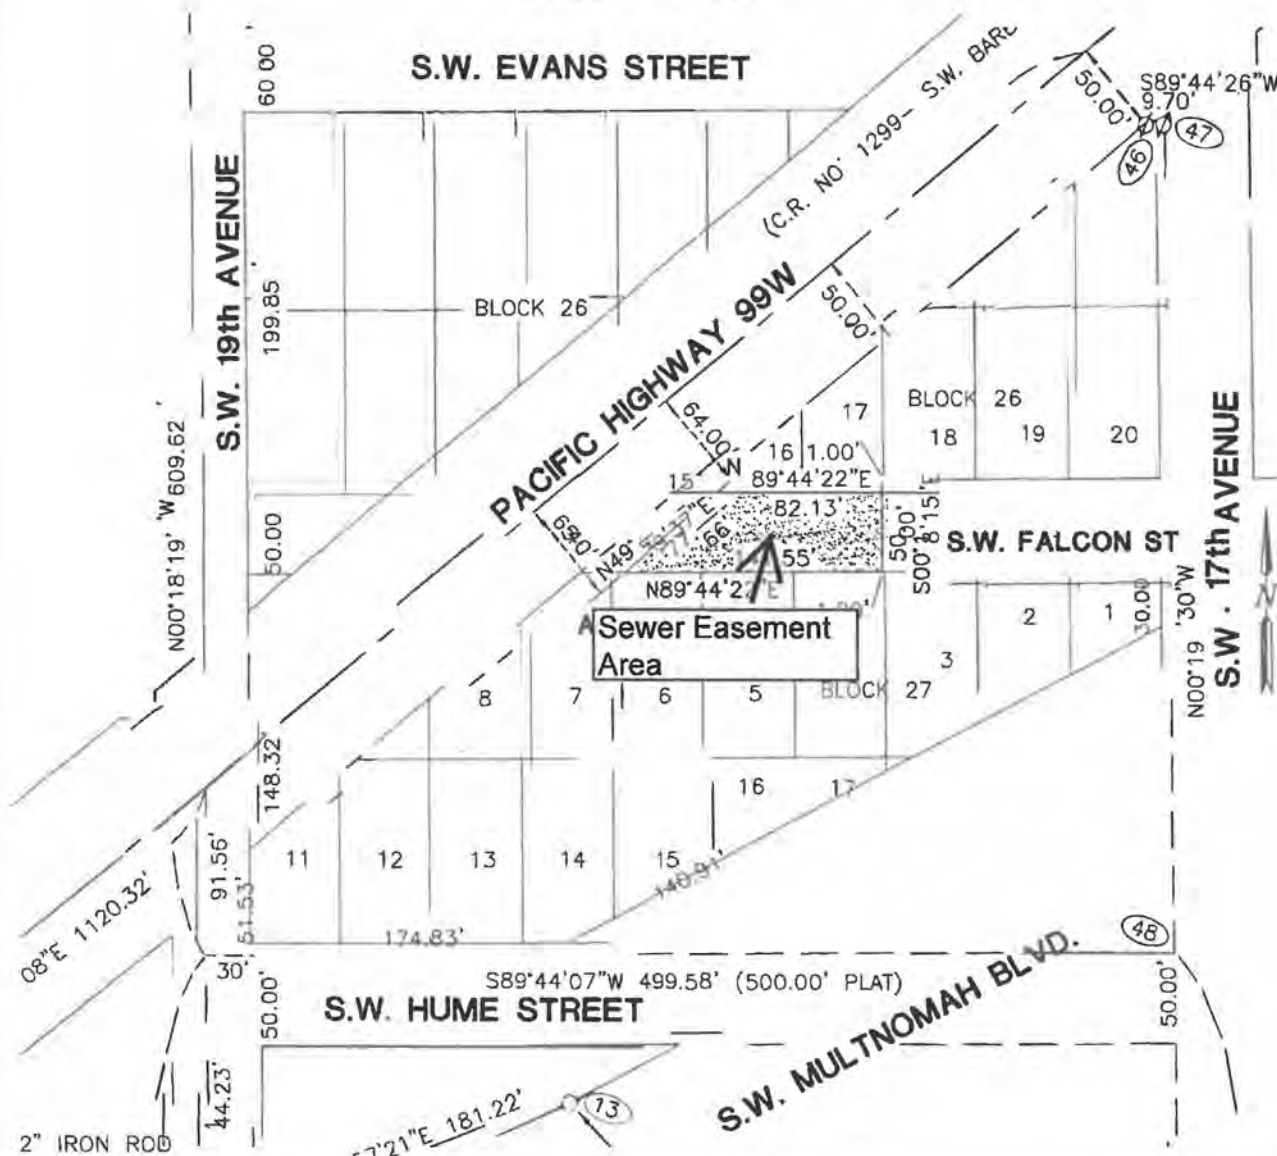 S.W. EVANS STREET
60 00'
(C.R. NO' 1299- S.W. BARB
50.00'
S89°44'26"W
9.70'
46
47
S.W. 19th AVENUE
199.85'
BLOCK 26
PACIFIC HIGHWAY 99W
50.00'
64.00'
17
BLOCK 26
18
19
20
16
1.00'
15
W
89°44'22"E
82.13'
66
55'
N49°
N89°44'22"E
50.00'
S00°18'15"E
S.W. FALCON ST
S.W. 17th AVENUE
N00°18'19"W 609.62'
50.00
Sewer Easement
Area
2
1
30.00
N00°19'30"W
N
3
8
7
6
5
BLOCK 27
148.32
16
17
91.56'
51.53'
11
12
13
14
15
140.91'
174.83'
08"E 1120.32'
48
30'
S89°44'07"W 499.58' (500.00' PLAT)
50.00'
S.W. HUME STREET
50.00'
S.W. MULTNOMAH BLVD.
44.23'
13
7'21"E 181.22'
2" IRON ROD